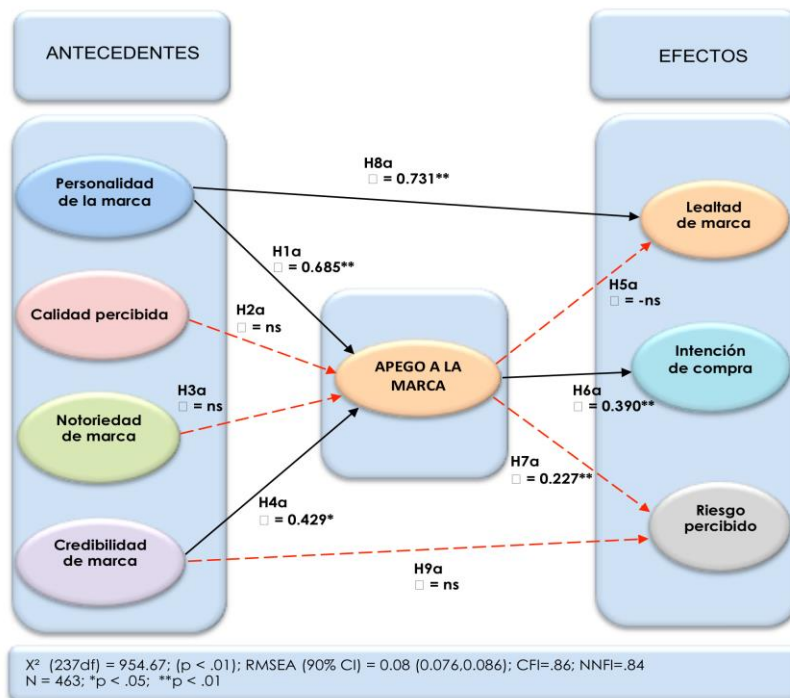 ANTECEDENTES
EFECTOS
Personalidad
de la marca
Calidad percibida
Notoriedad
de marca
Credibilidad
de marca
H8a
□ = 0.731**
H1a
□ = 0.685**
H2a
□ = ns
H3a
□ = ns
H4a
□ = 0.429*
APEGO A LA
MARCA
H5a
□ = -ns
H6a
□ = 0.390**
H7a
□ = 0.227**
H9a
□ = ns
Lealtad
de marca
Intención
de compra
Riesgo
percibido
X² (237df) = 954.67; (p < .01); RMSEA (90% CI) = 0.08 (0.076,0.086); CFI=.86; NNFI=.84
N = 463; *p < .05; **p < .01